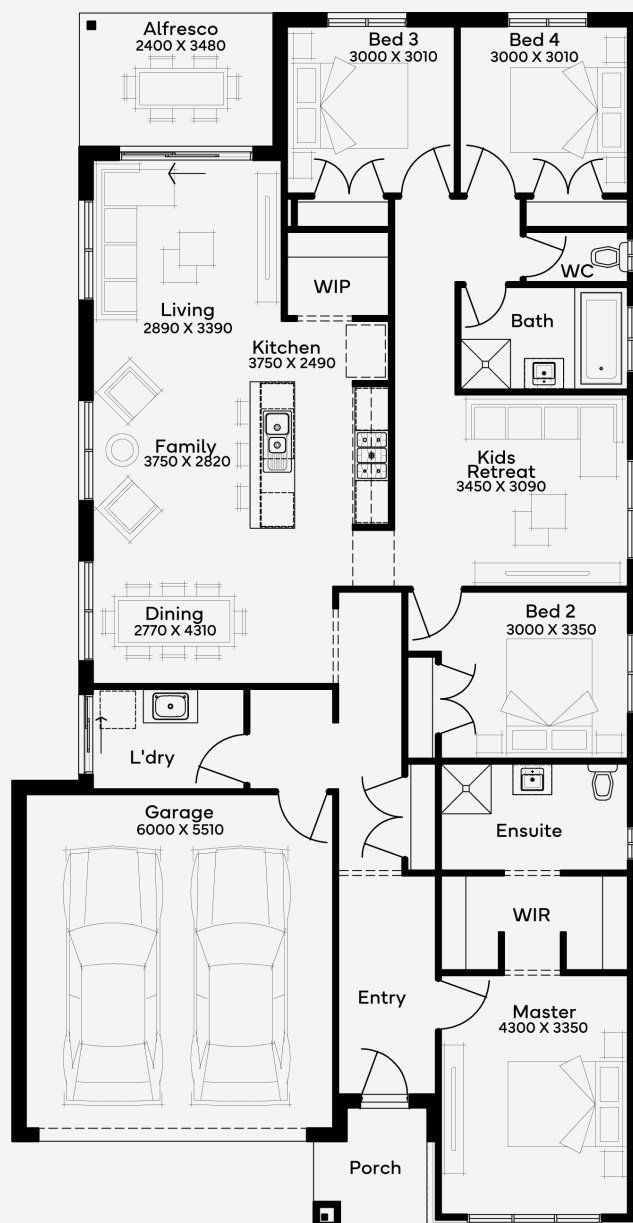 Alfresco
2400 X 3480
Bed 3
3000 X 3010
Bed 4
3000 X 3010
WC
WIP
Living
2890 X 3390
Bath
Kitchen
3750 X 2490
Family
3750 X 2820
Kids
Retreat
3450 X 3090
Dining
2770 X 4310
Bed 2
3000 X 3350
L'dry
Garage
6000 X 5510
Ensuite
WIR
Entry
Master
4300 X 3350
Porch